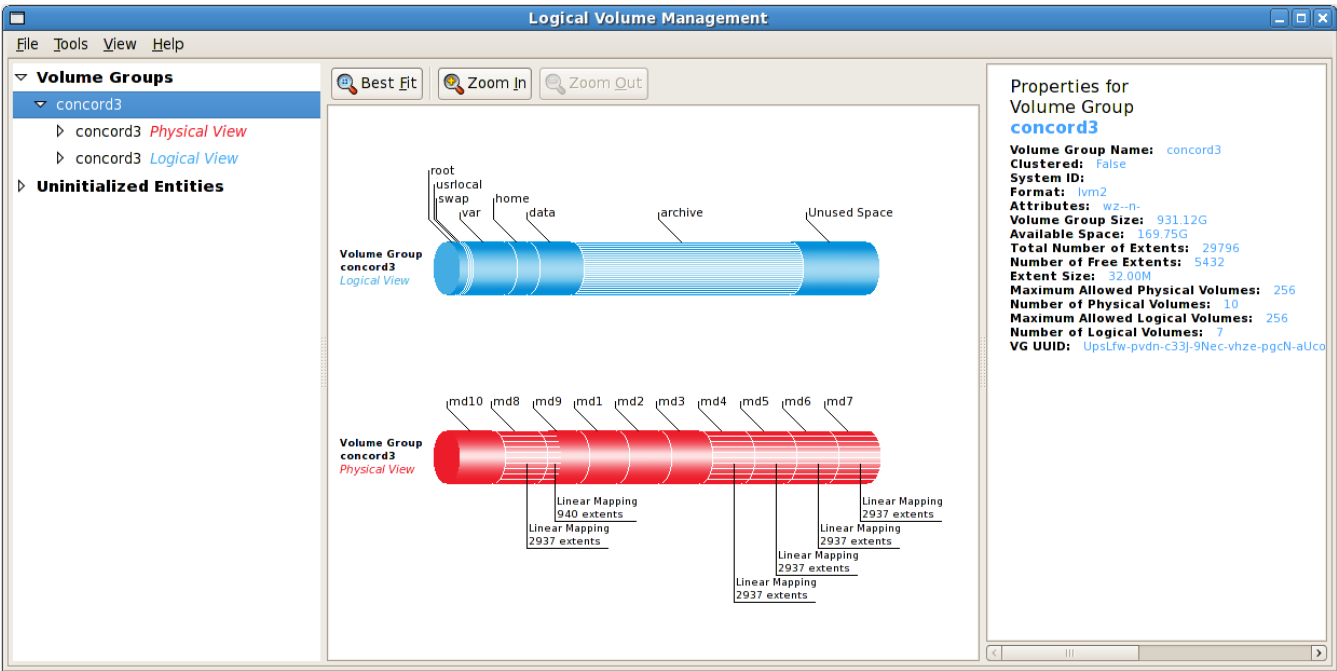 Logical Volume Management
File Tools View Help
Volume Groups
concord3
concord3 Physical View
concord3 Logical View
Uninitialized Entities
Best Fit
Zoom In
Zoom Out
root
usrlocal
swap
home
var
data
archive
Unused Space
Volume Group
concord3
Logical View
md10 md8 md9 md1 md2 md3 md4 md5 md6 md7
Volume Group
concord3
Physical View
Linear Mapping
940 extents
Linear Mapping
2937 extents
Linear Mapping
2937 extents
Linear Mapping
2937 extents
Linear Mapping
2937 extents
Linear Mapping
2937 extents
Properties for
Volume Group
concord3
Volume Group Name: concord3
Clustered: False
System ID:
Format: lvm2
Attributes: wz--n-
Volume Group Size: 931.12G
Available Space: 169.75G
Total Number of Extents: 29796
Number of Free Extents: 5432
Extent Size: 32.00M
Maximum Allowed Physical Volumes: 256
Number of Physical Volumes: 10
Maximum Allowed Logical Volumes: 256
Number of Logical Volumes: 7
VG UUID: UpsLfw-pvdn-c33J-9Nec-vhze-pgcN-aUco